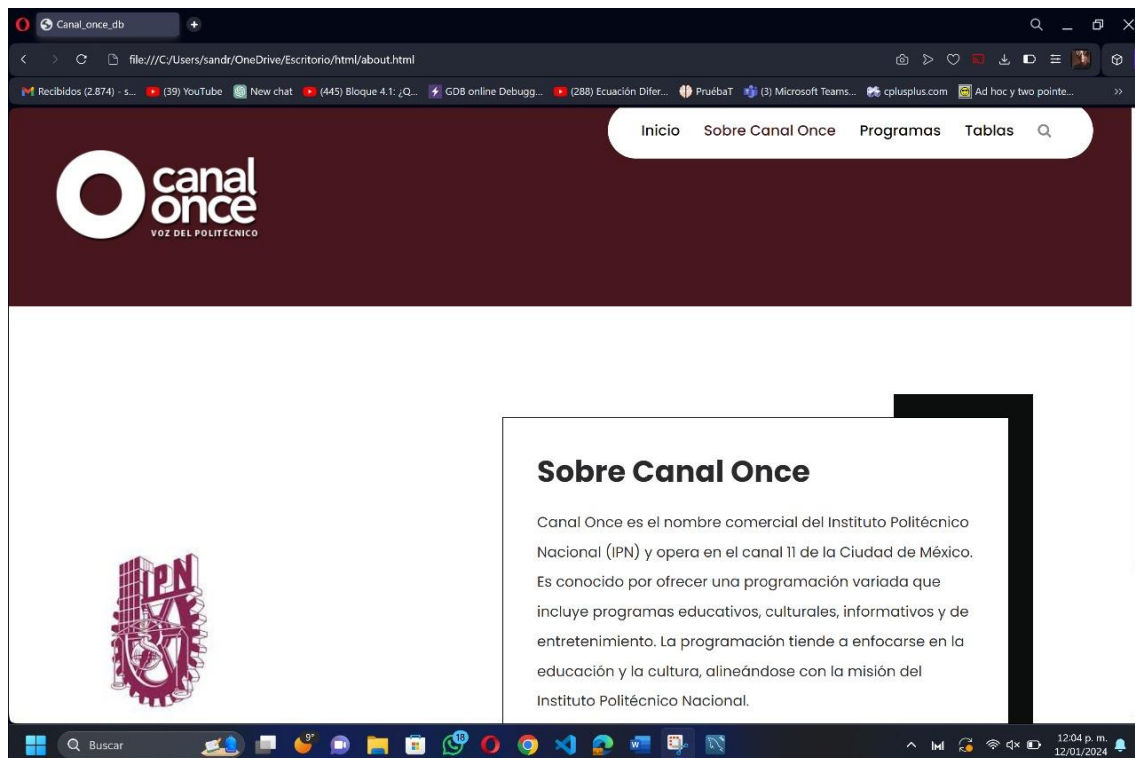 Canal_once_db
file:///C:/Users/sandr/OneDrive/Escritorio/html/about.html
Recibidos (2.874) - s... (39) YouTube New chat (445) Bloque 4.1: ¿Q... GDB online Debugg... (288) Ecuación Difer... PruébaT (3) Microsoft Teams... cplusplus.com Ad hoc y two pointe... >>
Inicio Sobre Canal Once Programas Tablas
canal
once
VOZ DEL POLITÉCNICO
Sobre Canal Once
Canal Once es el nombre comercial del Instituto Politécnico
Nacional (IPN) y opera en el canal 11 de la Ciudad de México.
Es conocido por ofrecer una programación variada que
incluye programas educativos, culturales, informativos y de
entretenimiento. La programación tiende a enfocarse en la
educación y la cultura, alineándose con la misión del
Instituto Politécnico Nacional.
IPN
Buscar
9°
18
12:04 p. m.
12/01/2024